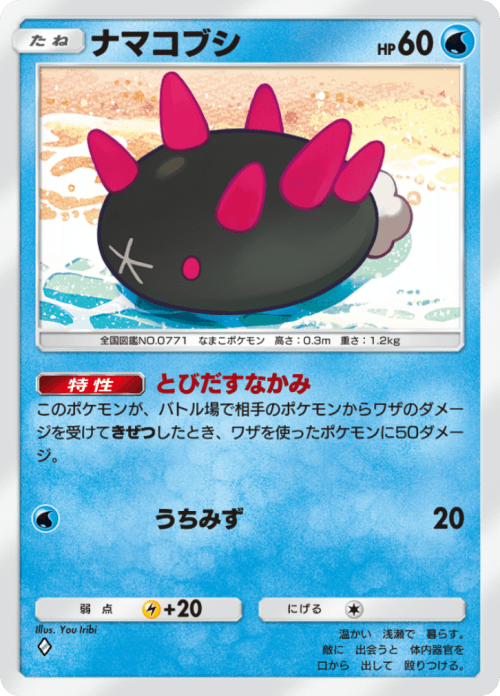 たね ナマコブシ HP60
全国図鑑NO.0771 なまこポケモン 高さ：0.3m 重さ：1.2kg
特性 とびだすなかみ
このポケモンが、バトル場で相手のポケモンからワザのダメー
ジを受けてきぜつしたとき、ワザを使ったポケモンに50ダメー
ジ。
うちみず 20
弱点 +20 にげる
Illus. You Iribi
温かい 浅瀬で 暮らす。
敵に 出会うと 体内器官を
口から 出して 殴りつける。